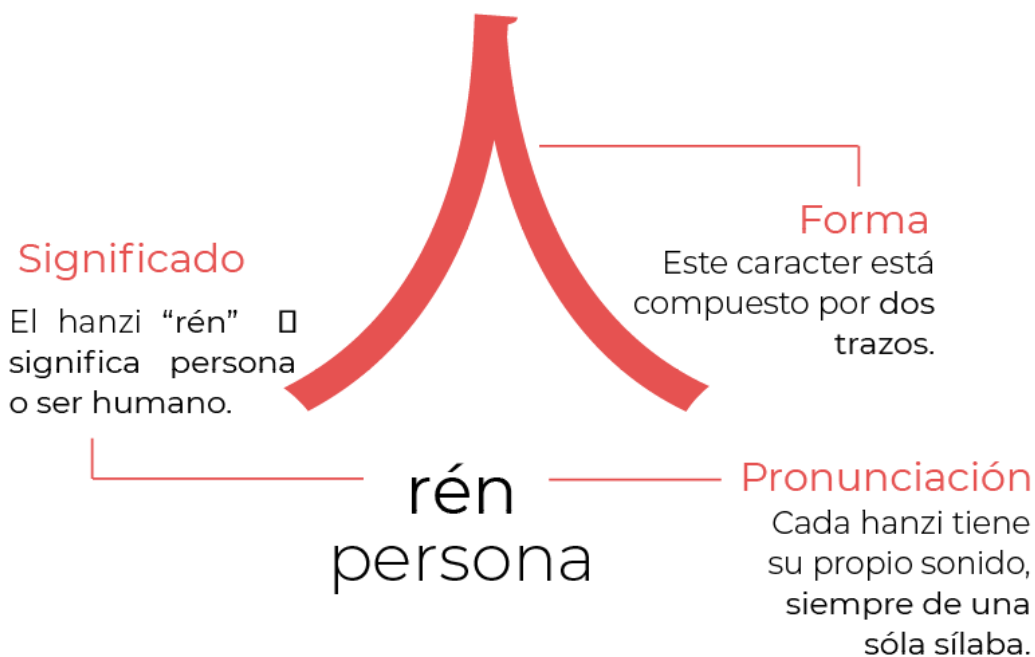 人
Forma
Este caracter está
compuesto por dos
trazos.
Significado
El hanzi “rén” 
significa persona
o ser humano.
rén
persona
Pronunciación
Cada hanzi tiene
su propio sonido,
siempre de una
sóla sílaba.